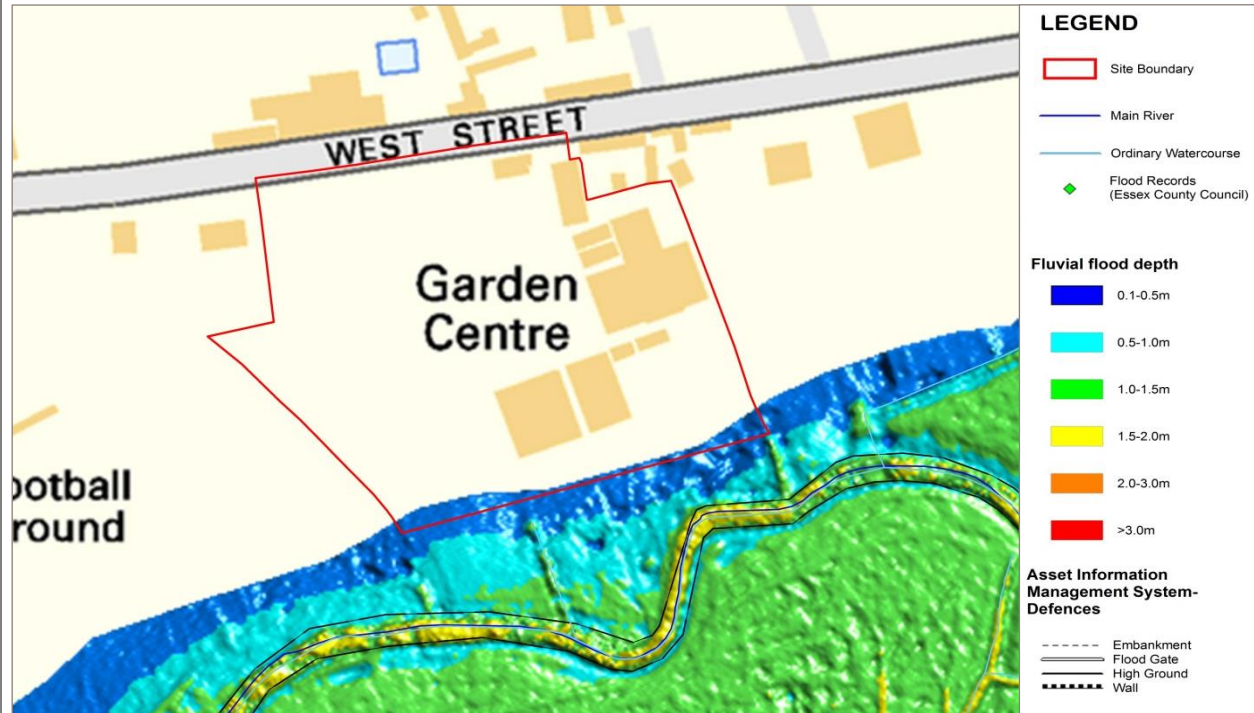 WEST STREET
Garden
Centre
ootball
round
LEGEND
Site Boundary
Main River
Ordinary Watercourse
Flood Records
(Essex County Council)
Fluvial flood depth
0.1-0.5m
0.5-1.0m
1.0-1.5m
1.5-2.0m
2.0-3.0m
>3.0m
Asset Information
Management System-
Defences
Embankment
Flood Gate
High Ground
Wall